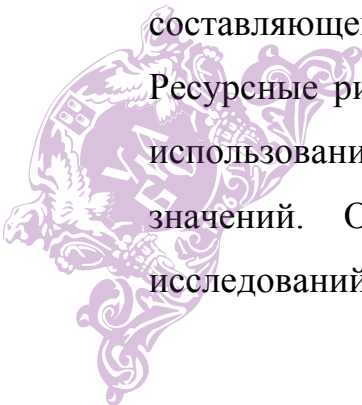 составляющей
Ресурсные ри
использовани
значений. О
исследований